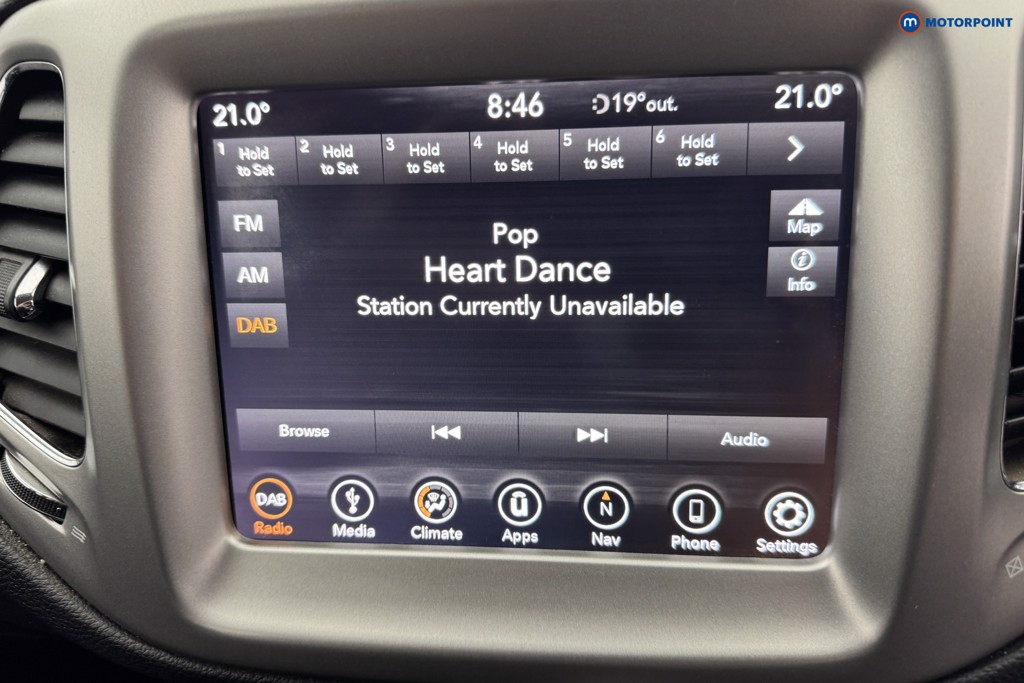 m MOTORPOINT
21.0° 8:46 19°out. 21.0°
1 Hold to Set
2 Hold to Set
3 Hold to Set
4 Hold to Set
5 Hold to Set
6 Hold to Set
FM
AM
DAB
Pop
Heart Dance
Station Currently Unavailable
Map
i
Info
Browse
Audio
DAB
Radio
Media
Climate
u
Apps
N
Nav
Phone
Settings